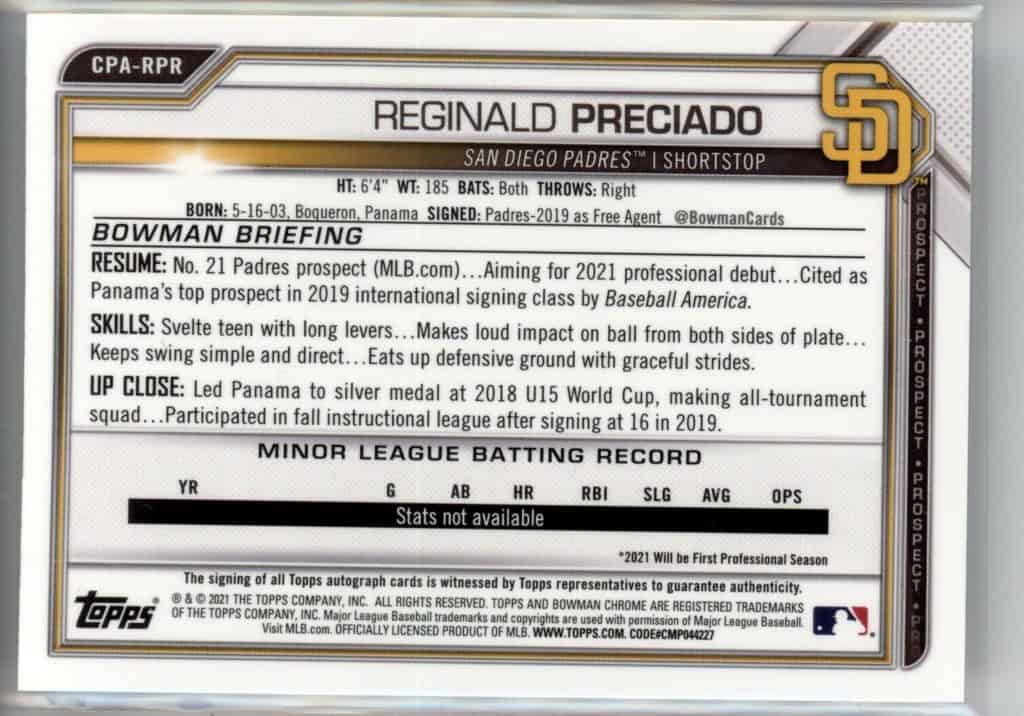 CPA-RPR
REGINALD PRECIADO
SD
SAN DIEGO PADRES™ | SHORTSTOP
HT: 6'4" WT: 185 BATS: Both THROWS: Right
BORN: 5-16-03, Boqueron, Panama SIGNED: Padres-2019 as Free Agent @BowmanCards
BOWMAN BRIEFING
RESUME: No. 21 Padres prospect (MLB.com)...Aiming for 2021 professional debut...Cited as
Panama's top prospect in 2019 international signing class by Baseball America.
SKILLS: Svelte teen with long levers...Makes loud impact on ball from both sides of plate...
Keeps swing simple and direct...Eats up defensive ground with graceful strides.
UP CLOSE: Led Panama to silver medal at 2018 U15 World Cup, making all-tournament
squad...Participated in fall instructional league after signing at 16 in 2019.
MINOR LEAGUE BATTING RECORD
YR G AB HR RBI SLG AVG OPS
Stats not available
*2021 Will be First Professional Season
The signing of all Topps autograph cards is witnessed by Topps representatives to guarantee authenticity.
topps®
® & © 2021 THE TOPPS COMPANY, INC. ALL RIGHTS RESERVED. TOPPS AND BOWMAN CHROME ARE REGISTERED TRADEMARKS
OF THE TOPPS COMPANY, INC. Major League Baseball trademarks and copyrights are used with permission of Major League Baseball.
Visit MLB.com. OFFICIALLY LICENSED PRODUCT OF MLB. WWW.TOPPS.COM. CODE#CMP044227
™
PROSPECT • PROSPECT • PROSPECT • PR